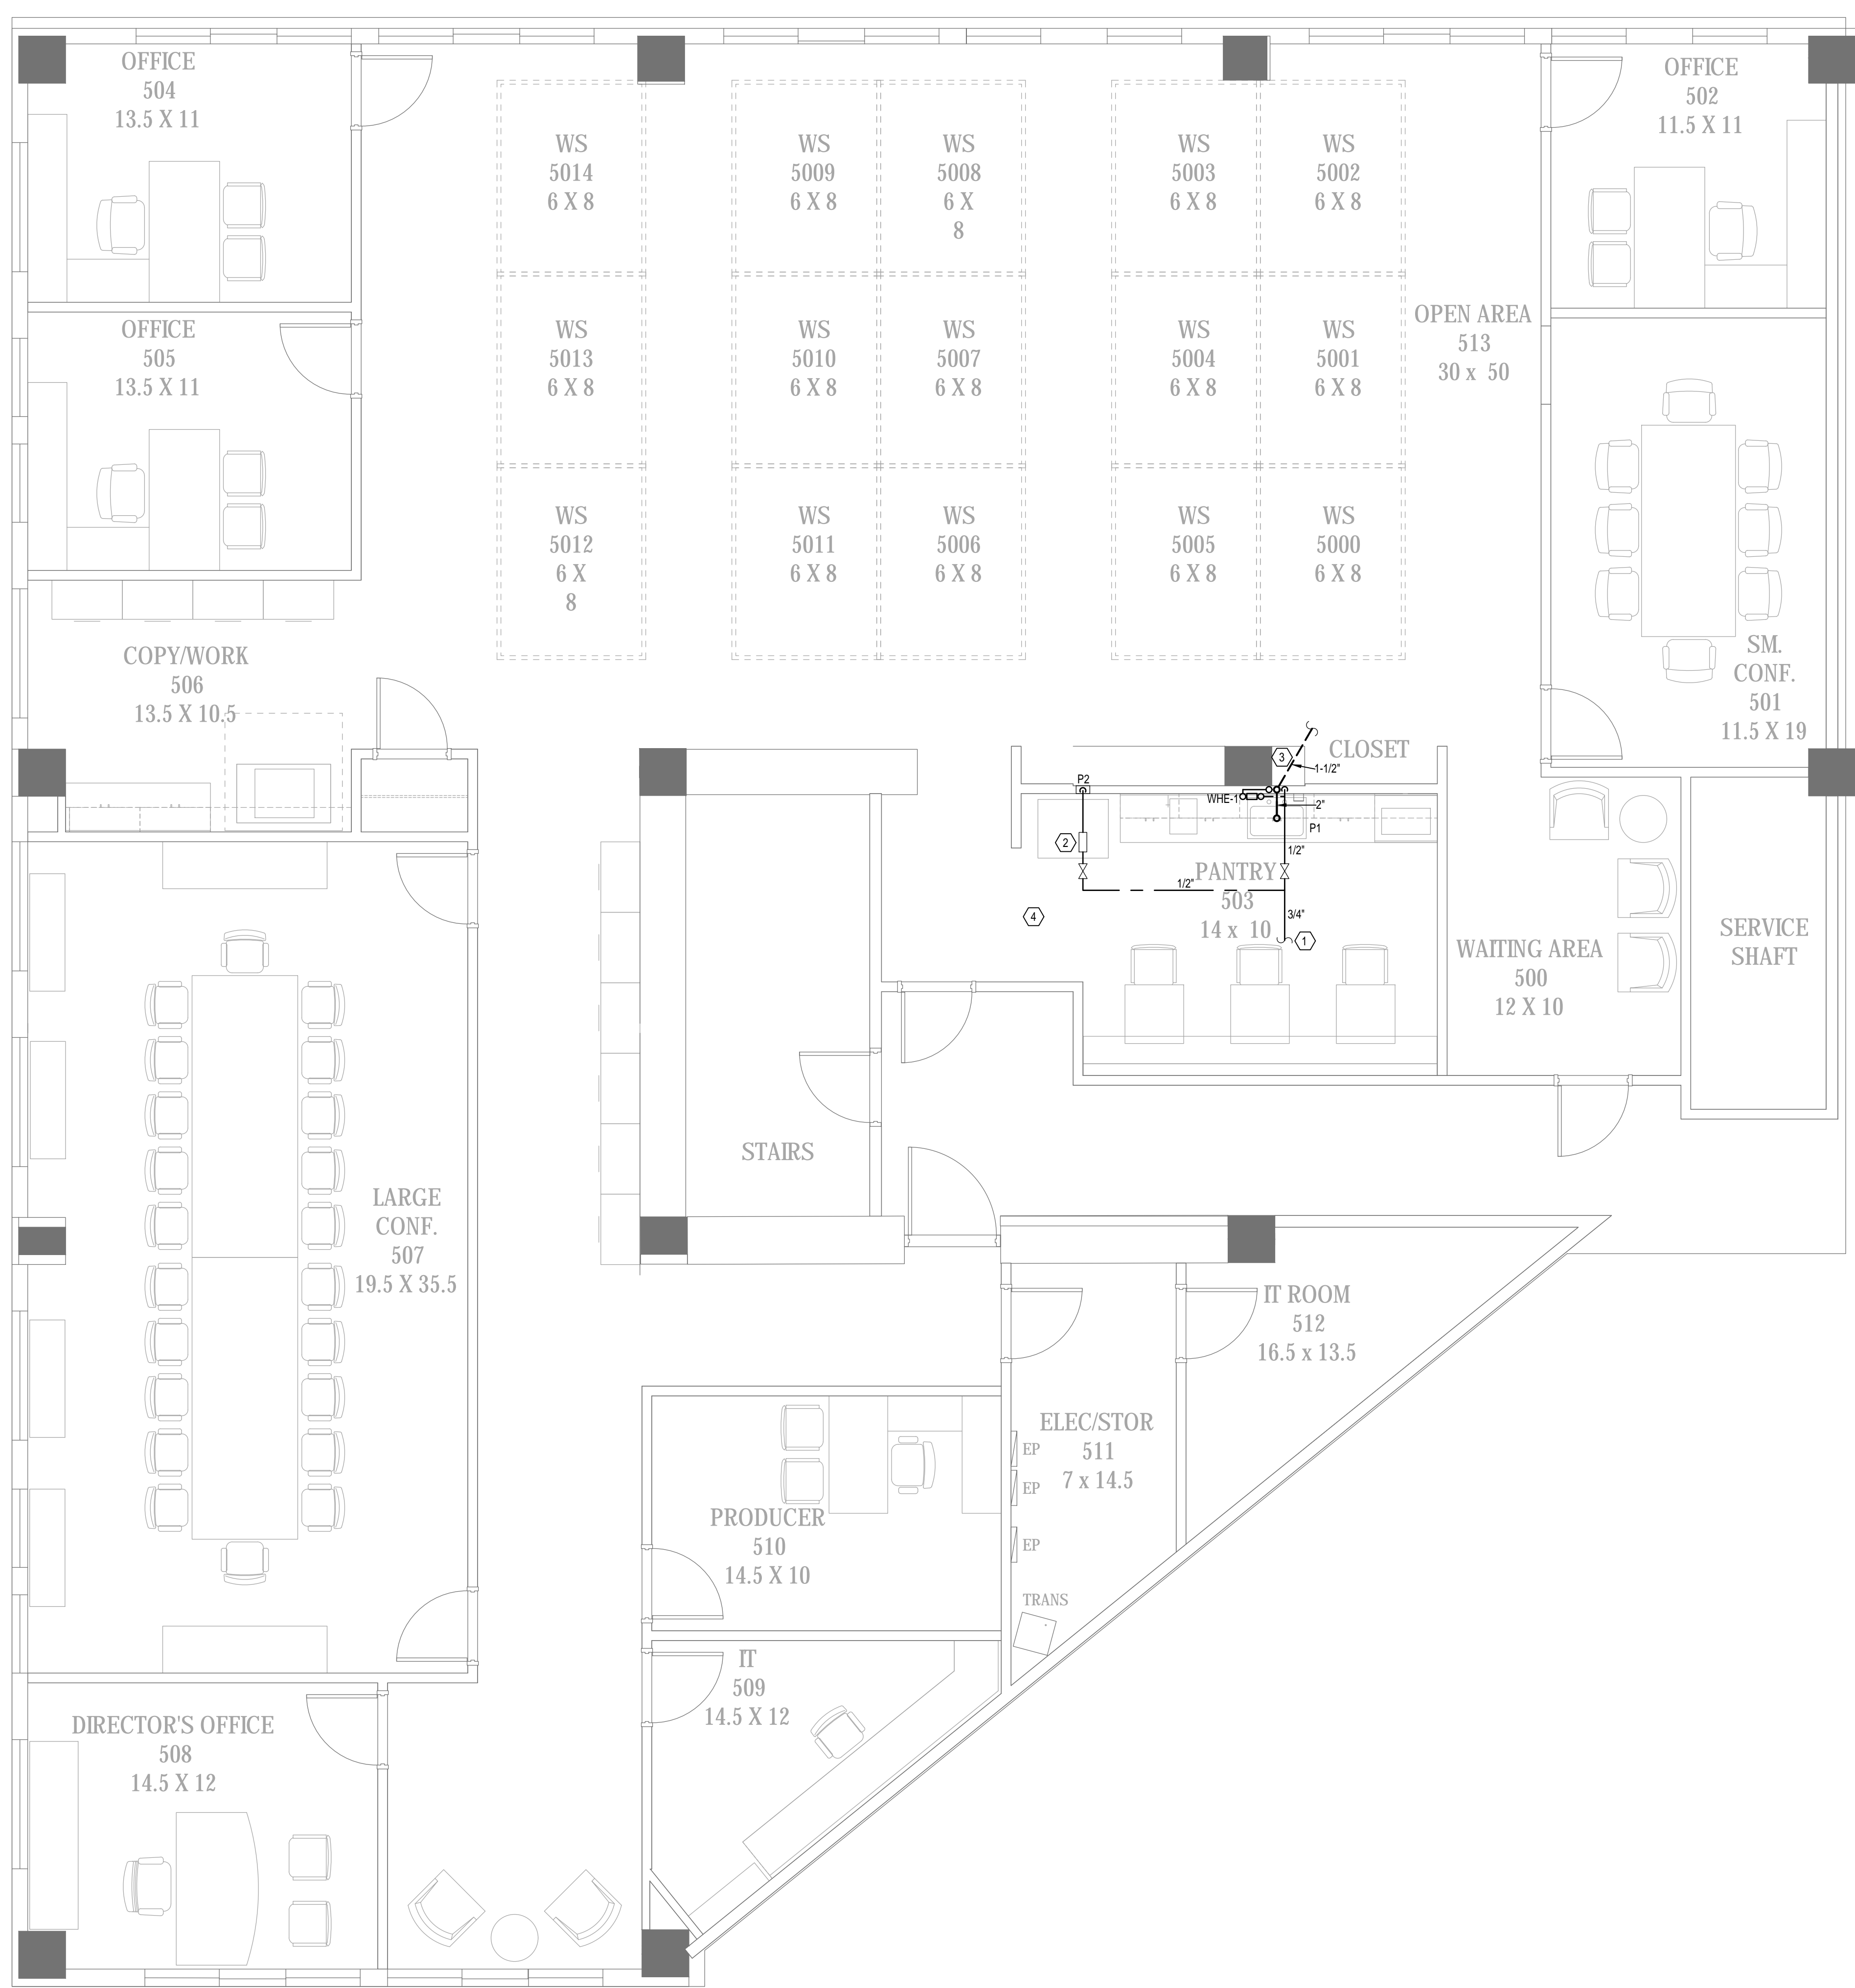 OFFICE
504
13.5 X 11
OFFICE
502
11.5 X 11
WS
5014
6 X 8
WS
5009
6 X 8
WS
5008
6 X
8
WS
5003
6 X 8
WS
5002
6 X 8
OFFICE
505
13.5 X 11
WS
5013
6 X 8
WS
5010
6 X 8
WS
5007
6 X 8
WS
5004
6 X 8
WS
5001
6 X 8
OPEN AREA
513
30 x 50
WS
5012
6 X
8
WS
5011
6 X 8
WS
5006
6 X 8
WS
5005
6 X 8
WS
5000
6 X 8
COPY/WORK
506
13.5 X 10.5
SM.
CONF.
501
11.5 X 19
CLOSET
3
1-1/2"
P2
WHE-1
2"
P1
2
1/2"
PANTRY
503
14 x 10
1/2"
3/4"
4
1
WAITING AREA
500
12 X 10
SERVICE
SHAFT
STAIRS
LARGE
CONF.
507
19.5 X 35.5
IT ROOM
512
16.5 x 13.5
ELEC/STOR
511
7 x 14.5
EP
EP
EP
TRANS
PRODUCER
510
14.5 X 10
IT
509
14.5 X 12
DIRECTOR'S OFFICE
508
14.5 X 12